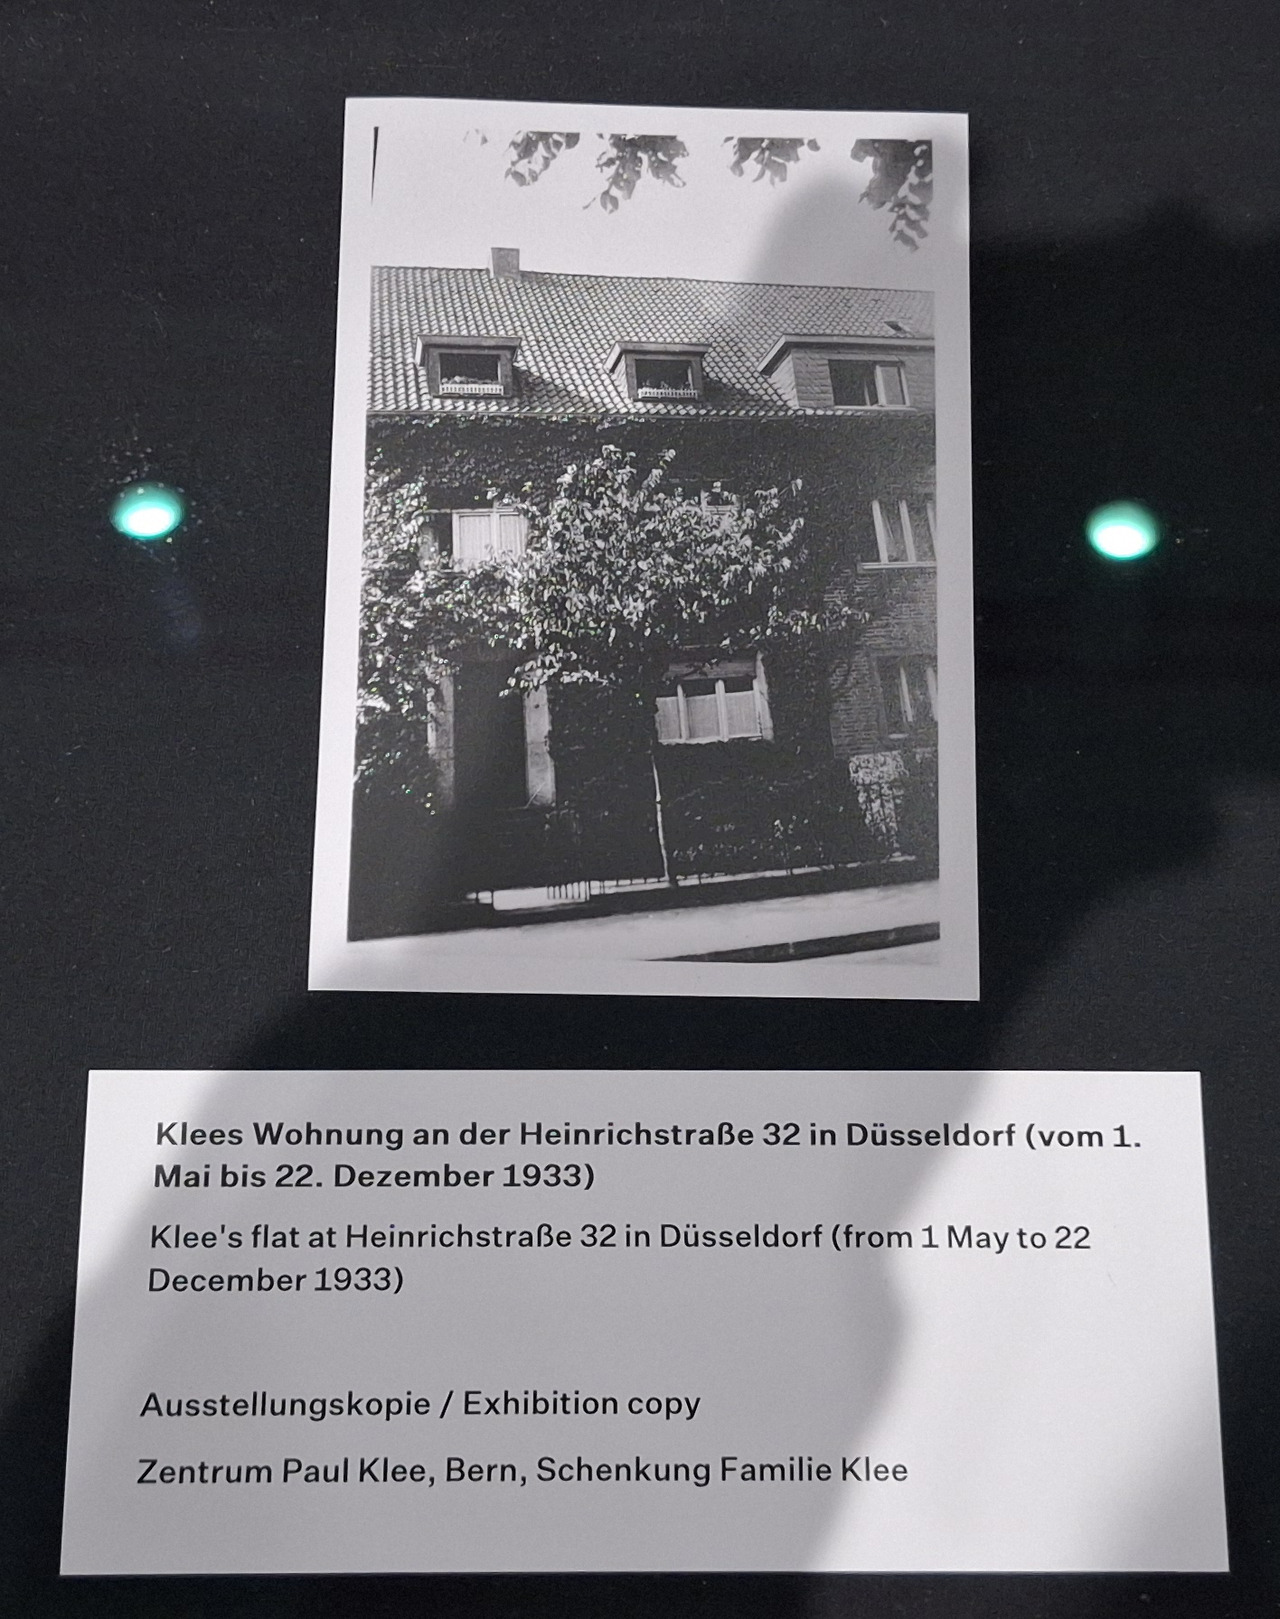 Klees Wohnung an der Heinrichstraße 32 in Düsseldorf (vom 1.
Mai bis 22. Dezember 1933)
Klee's flat at Heinrichstraße 32 in Düsseldorf (from 1 May to 22
December 1933)
Ausstellungskopie / Exhibition copy
Zentrum Paul Klee, Bern, Schenkung Familie Klee